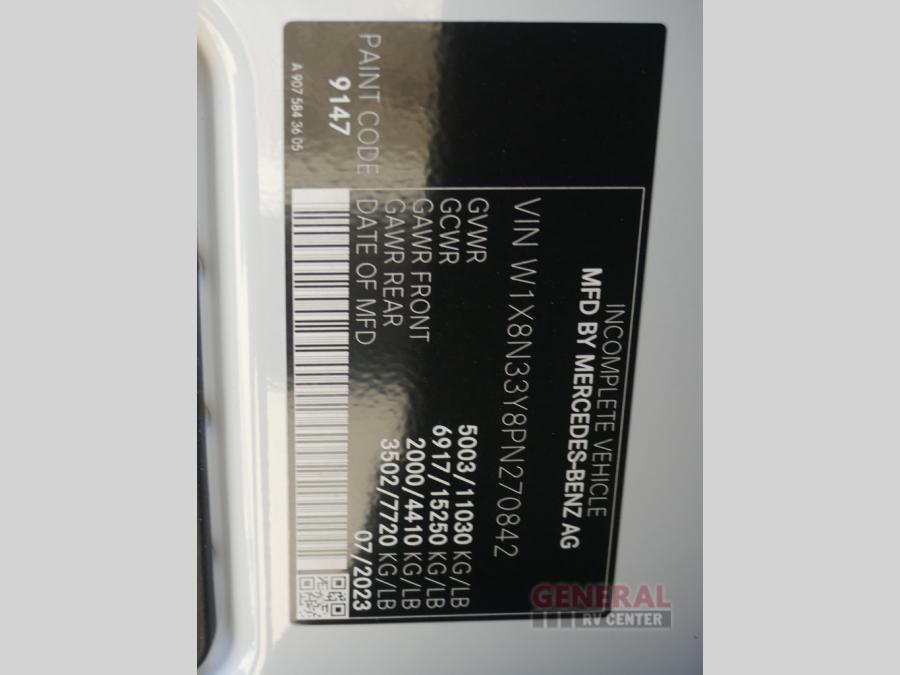 INCOMPLETE VEHICLE
MFD BY MERCEDES-BENZ AG
VIN W1X8N33Y8PN270842
GVWR 5003/11030 KG/LB
GCWR 6917/15250 KG/LB
GAWR FRONT 2000/4410 KG/LB
GAWR REAR 3502/7720 KG/LB
DATE OF MFD 07/2023
PAINT CODE
9147
A 907 584 36 05
GENERAL
RV CENTER